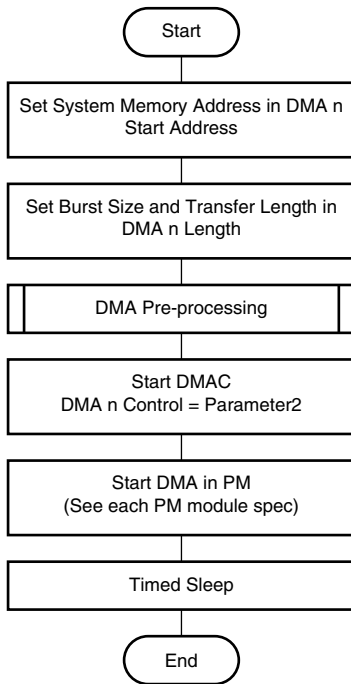 Start
Set System Memory Address in DMA n
Start Address
Set Burst Size and Transfer Length in
DMA n Length
DMA Pre-processing
Start DMAC
DMA n Control = Parameter2
Start DMA in PM
(See each PM module spec)
Timed Sleep
End